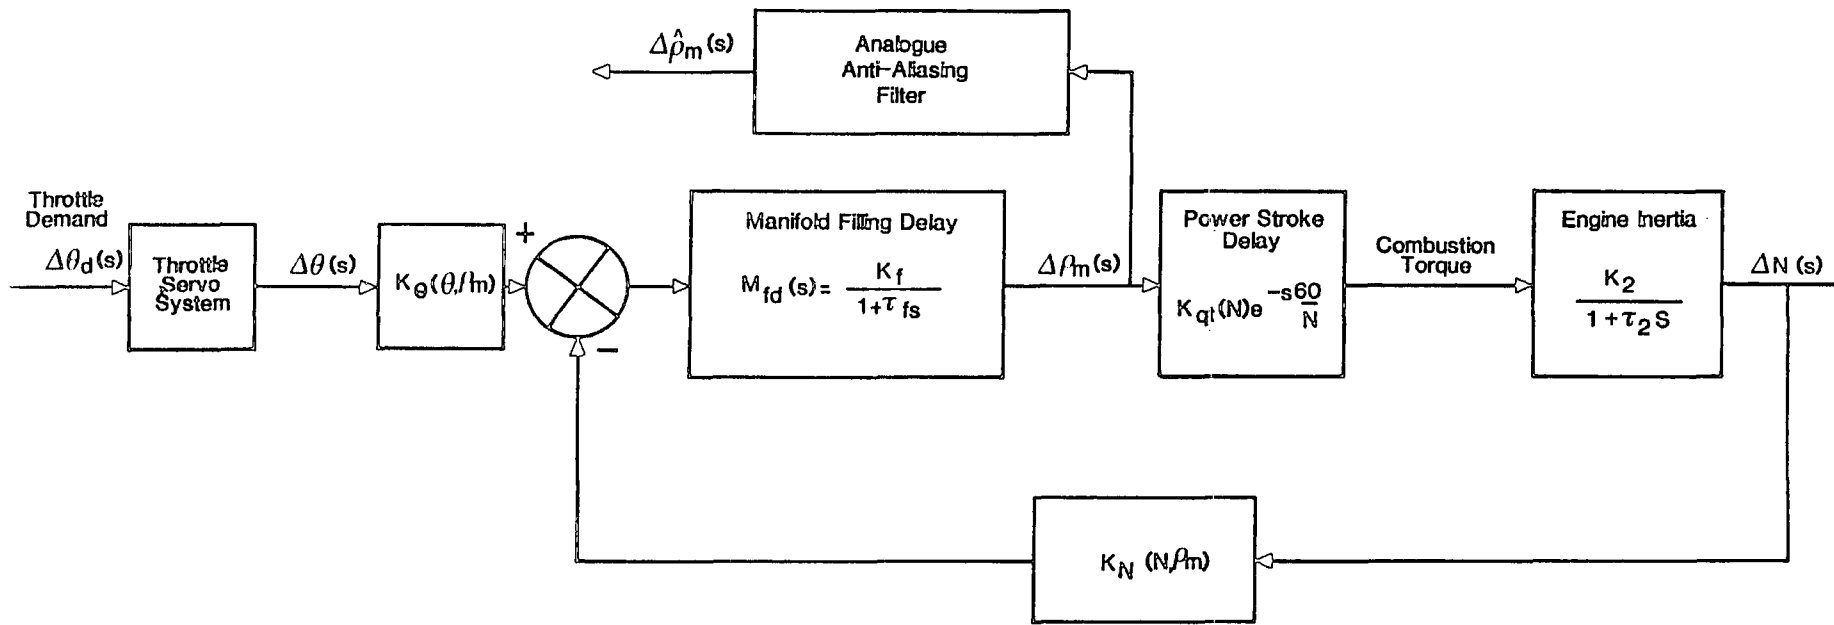 Δρ̂m(s)
Analogue
Anti-Aliasing
Filter
Throttle
Demand
Δθd(s)
Throttle
Servo
System
Δθ(s)
Kθ(θ,ρm)
+
−
Manifold Filling Delay
Mfd(s) = Kf / 1+τfs
Δρm(s)
Power Stroke
Delay
Kqt(N)e^-s60/N
Combustion
Torque
Engine Inertia
K2 / 1+τ2S
ΔN(s)
KN (N,ρm)